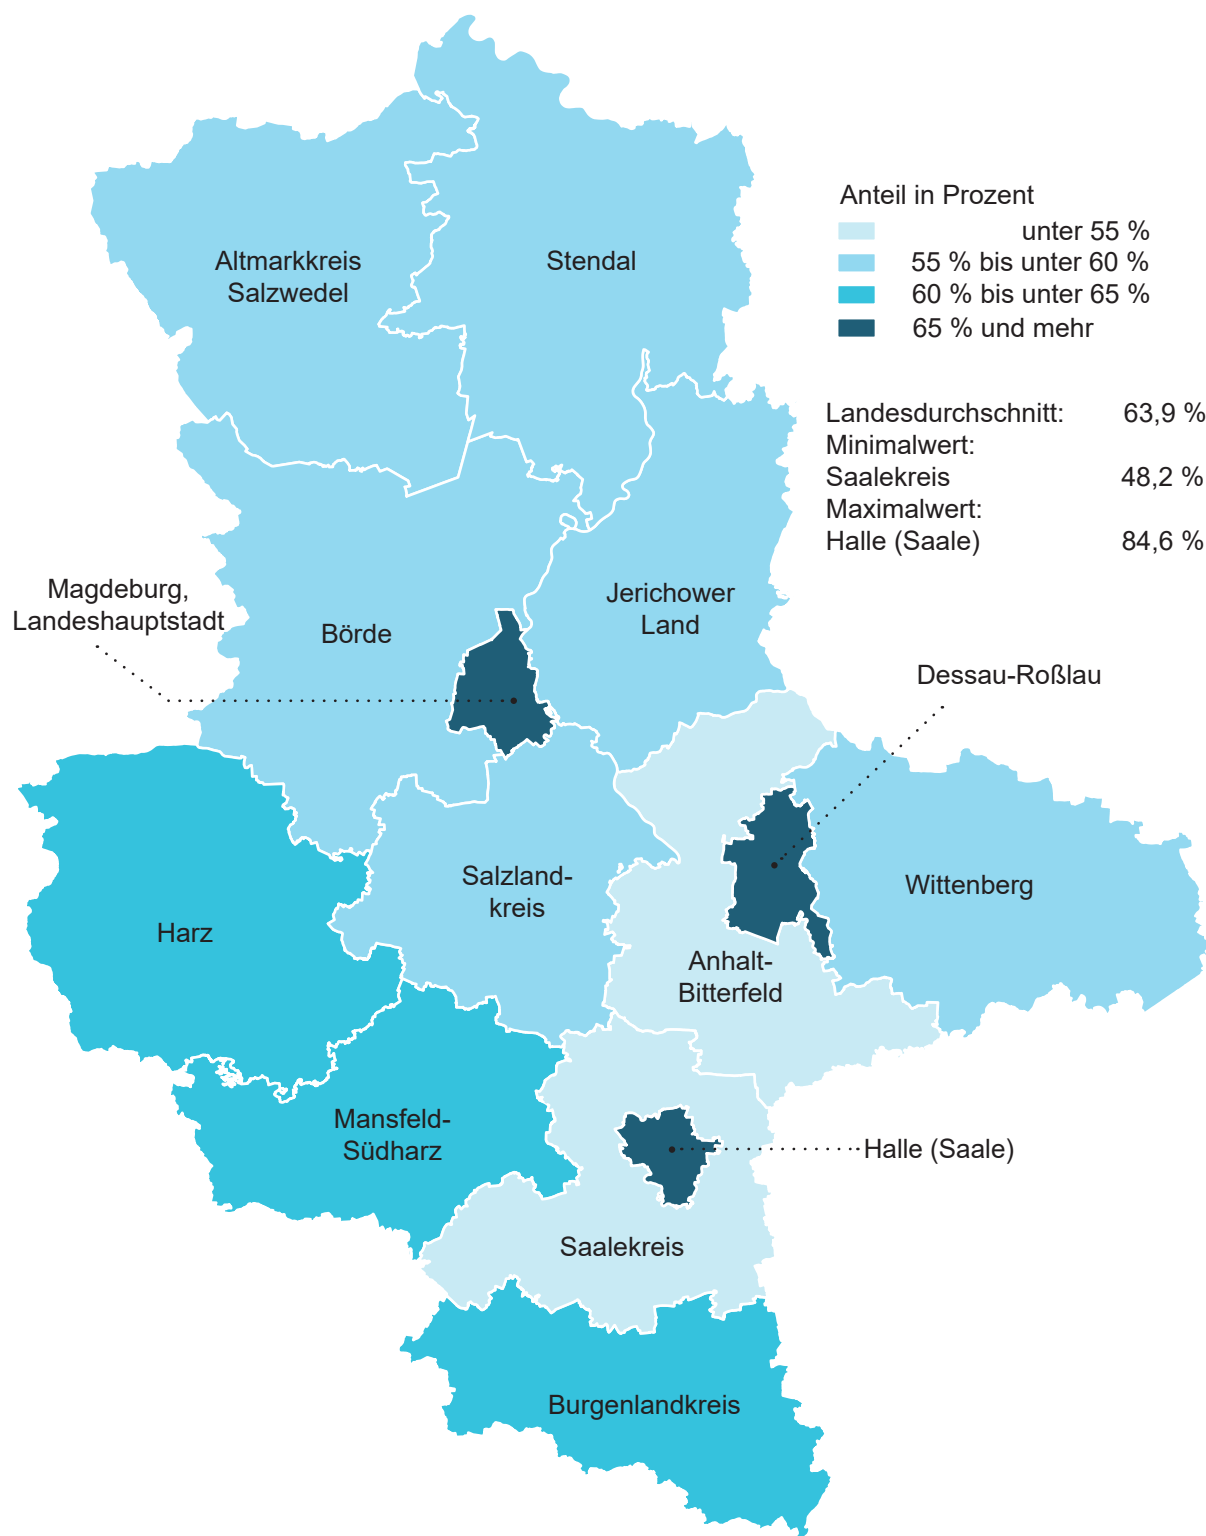 Anteil in Prozent
unter 55 %
55 % bis unter 60 %
60 % bis unter 65 %
65 % und mehr
Landesdurchschnitt: 63,9 %
Minimalwert:
Saalekreis 48,2 %
Maximalwert:
Halle (Saale) 84,6 %
Altmarkkreis
Salzwedel
Stendal
Magdeburg,
Landeshauptstadt
Börde
Jerichower
Land
Dessau-Roßlau
Harz
Salzland-
kreis
Wittenberg
Anhalt-
Bitterfeld
Mansfeld-
Südharz
Halle (Saale)
Saalekreis
Burgenlandkreis